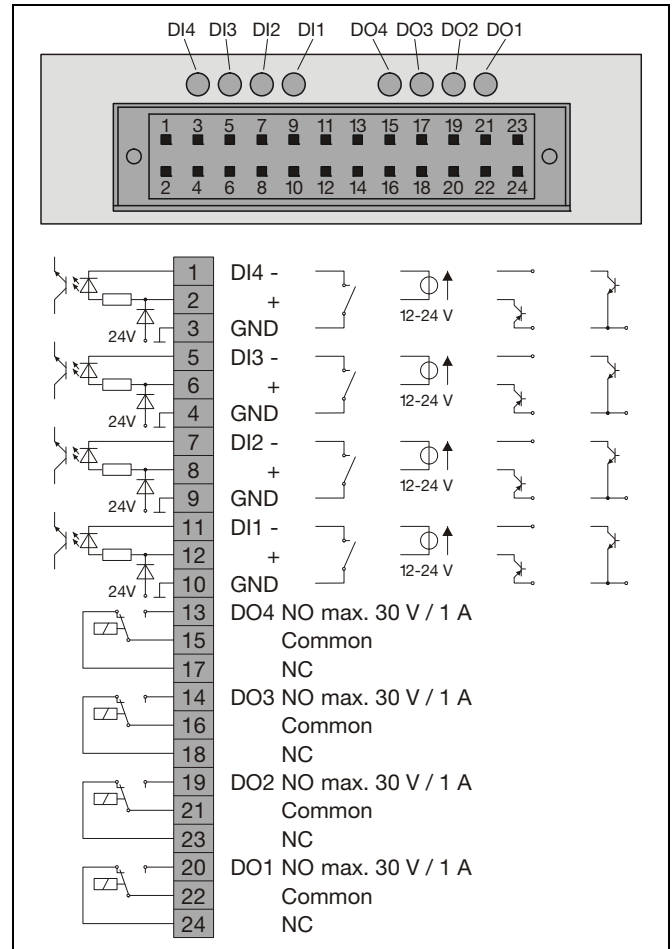 DI4 DI3 DI2 DI1 DO4 DO3 DO2 DO1
1 3 5 7 9 11 13 15 17 19 21 23
2 4 6 8 10 12 14 16 18 20 22 24
1 DI4 -
2 + 12-24 V
24V 3 GND
5 DI3 -
6 + 12-24 V
24V 4 GND
7 DI2 -
8 + 12-24 V
24V 9 GND
11 DI1 -
12 + 12-24 V
24V 10 GND
13 DO4 NO max. 30 V / 1 A
15 Common
17 NC
14 DO3 NO max. 30 V / 1 A
16 Common
18 NC
19 DO2 NO max. 30 V / 1 A
21 Common
23 NC
20 DO1 NO max. 30 V / 1 A
22 Common
24 NC